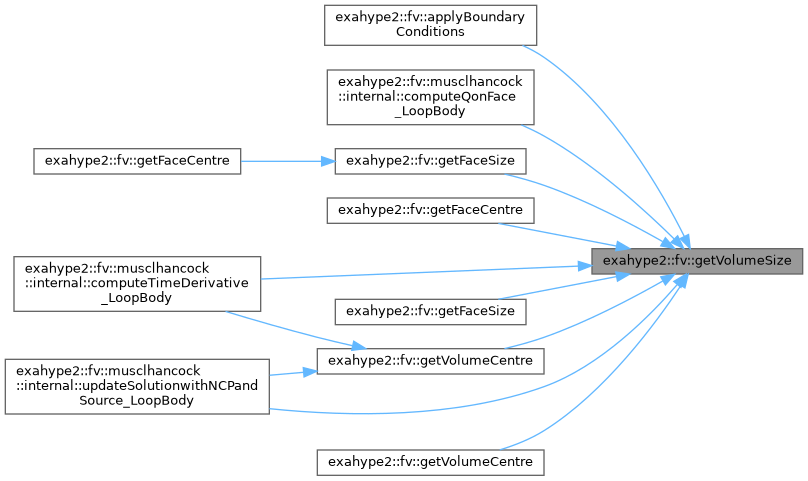 exahype2::fv::applyBoundary
Conditions
exahype2::fv::musclhancock
::internal::computeQonFace
_LoopBody
exahype2::fv::getFaceCentre
exahype2::fv::getFaceSize
exahype2::fv::getFaceCentre
exahype2::fv::getVolumeSize
exahype2::fv::musclhancock
::internal::computeTimeDerivative
_LoopBody
exahype2::fv::getFaceSize
exahype2::fv::getVolumeCentre
exahype2::fv::musclhancock
::internal::updateSolutionwithNCPand
Source_LoopBody
exahype2::fv::getVolumeCentre